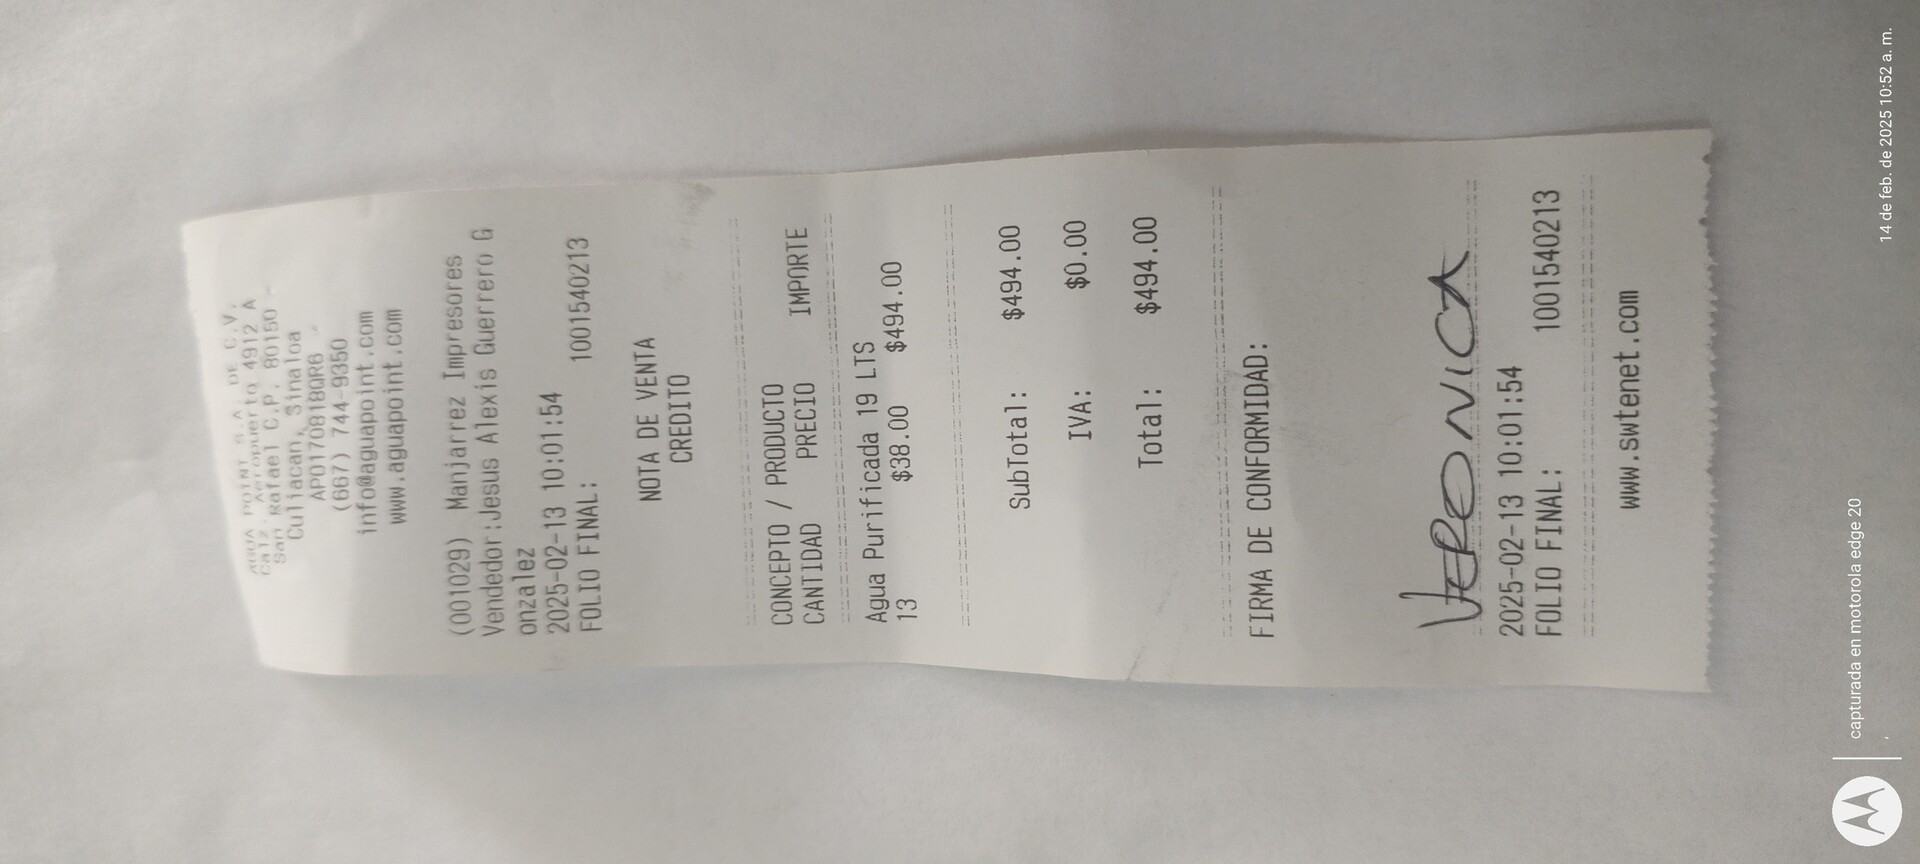 AGUA POINT S.A. DE C.V.
Calz. Aeropuerto 4912 A
San Rafael C.P. 80150 -
Culiacan, Sinaloa
APO170818QR6
(667) 744-9350
info@aguapoint.com
www.aguapoint.com
(001029) Manjarrez Impresores
Vendedor:Jesus Alexis Guerrero G
onzalez
2025-02-13 10:01:54
FOLIO FINAL: 1001540213
NOTA DE VENTA
CREDITO
CONCEPTO / PRODUCTO
CANTIDAD PRECIO IMPORTE
Agua Purificada 19 LTS
13 $38.00 $494.00
SubTotal: $494.00
IVA: $0.00
Total: $494.00
FIRMA DE CONFORMIDAD:
VERONICA
2025-02-13 10:01:54
FOLIO FINAL: 1001540213
www.swtenet.com
capturada en motorola edge 20
,
14 de feb. de 2025 10:52 a. m.